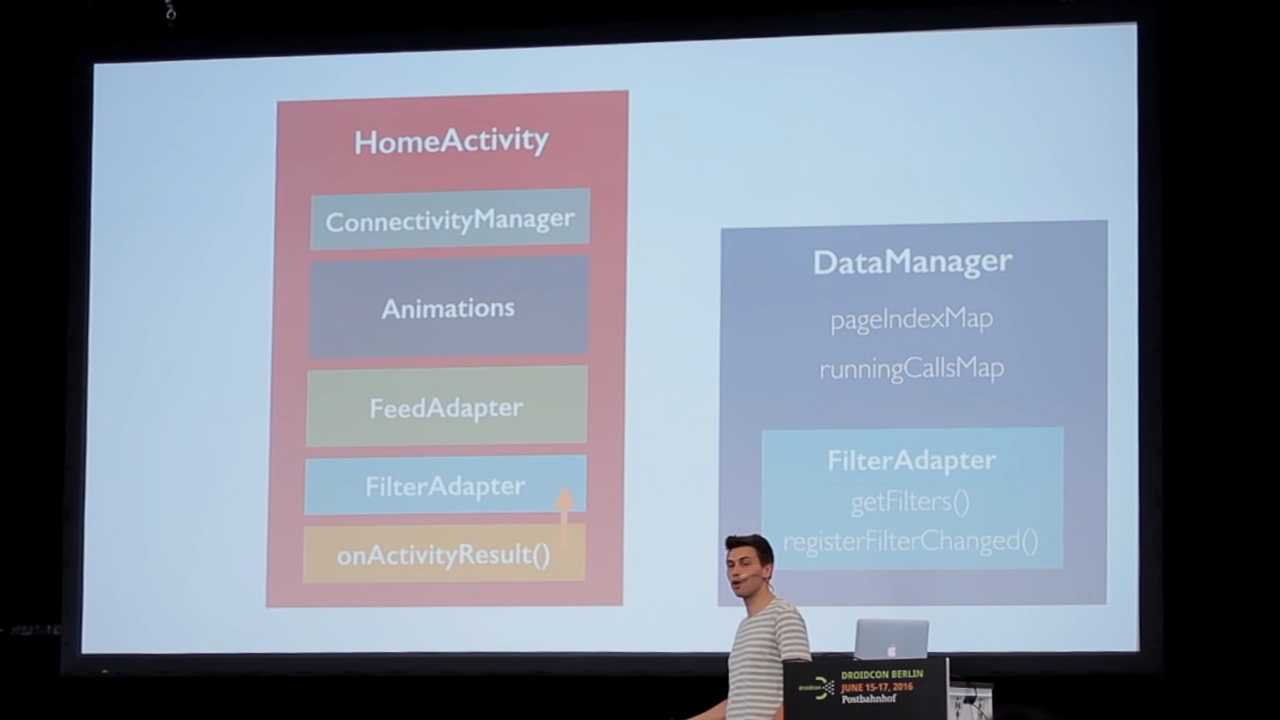 HomeActivity
ConnectivityManager
Animations
FeedAdapter
FilterAdapter
onActivityResult()
DataManager
pageIndexMap
runningCallsMap
FilterAdapter
getFilters()
registerFilterChanged()
droidcon
DROIDCON BERLIN
JUNE 15-17, 2016
Postbahnhof